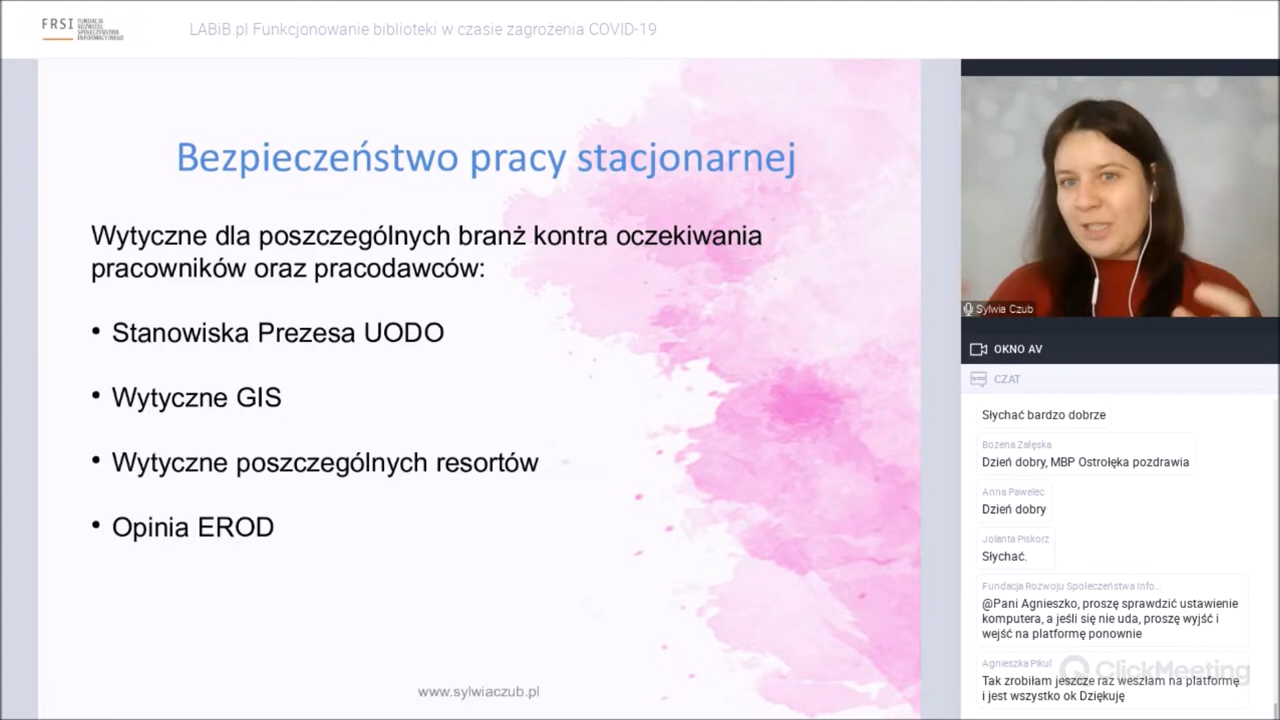 FRSI
FUNDACJA
ROZWOJU
SPOŁECZEŃSTWA
INFORMACYJNEGO
LABiB.pl Funkcjonowanie biblioteki w czasie zagrożenia COVID-19
Bezpieczeństwo pracy stacjonarnej
Wytyczne dla poszczególnych branż kontra oczekiwania
pracowników oraz pracodawców:
• Stanowiska Prezesa UODO
• Wytyczne GIS
• Wytyczne poszczególnych resortów
• Opinia EROD
www.sylwiaczub.pl
Sylwia Czub
OKNO AV
CZAT
Słychać bardzo dobrze
Bożena Załęska
Dzień dobry, MBP Ostrołęka pozdrawia
Anna Pawelec
Dzień dobry
Jolanta Piskorz
Słychać.
Fundacja Rozwoju Społeczeństwa Info...
@Pani Agnieszko, proszę sprawdzić ustawienie
komputera, a jeśli się nie uda, proszę wyjść i
wejść na platformę ponownie
Agnieszka Pikul
Tak zrobiłam jeszcze raz weszłam na platformę
i jest wszystko ok Dziękuję
ClickMeeting